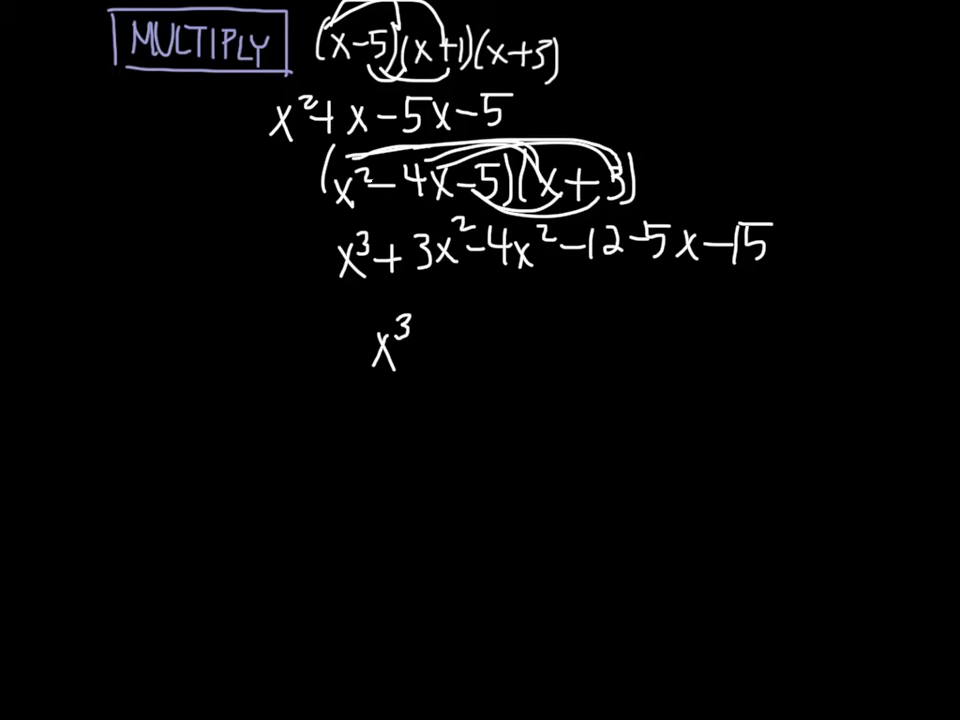 MULTIPLY (x-5)(x+1)(x+3)
x²+x-5x-5
(x²-4x-5)(x+3)
x³+3x²-4x²-12-5x-15
x³